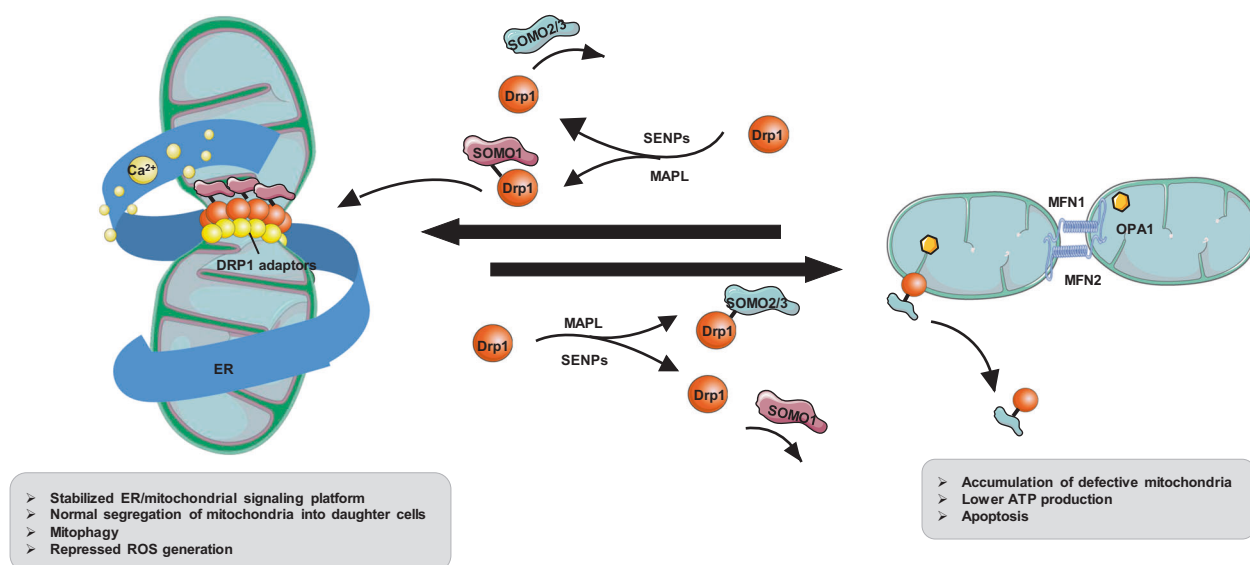 SOMO2/3
Drp1
SENPs
Drp1
MAPL
SOMO1
Drp1
Ca²⁺
DRP1 adaptors
ER
MFN1
OPA1
MFN2
SOMO2/3
MAPL
Drp1
Drp1
SENPs
Drp1
SOMO1
➢ Stabilized ER/mitochondrial signaling platform
➢ Normal segregation of mitochondria into daughter cells
➢ Mitophagy
➢ Repressed ROS generation
➢ Accumulation of defective mitochondria
➢ Lower ATP production
➢ Apoptosis